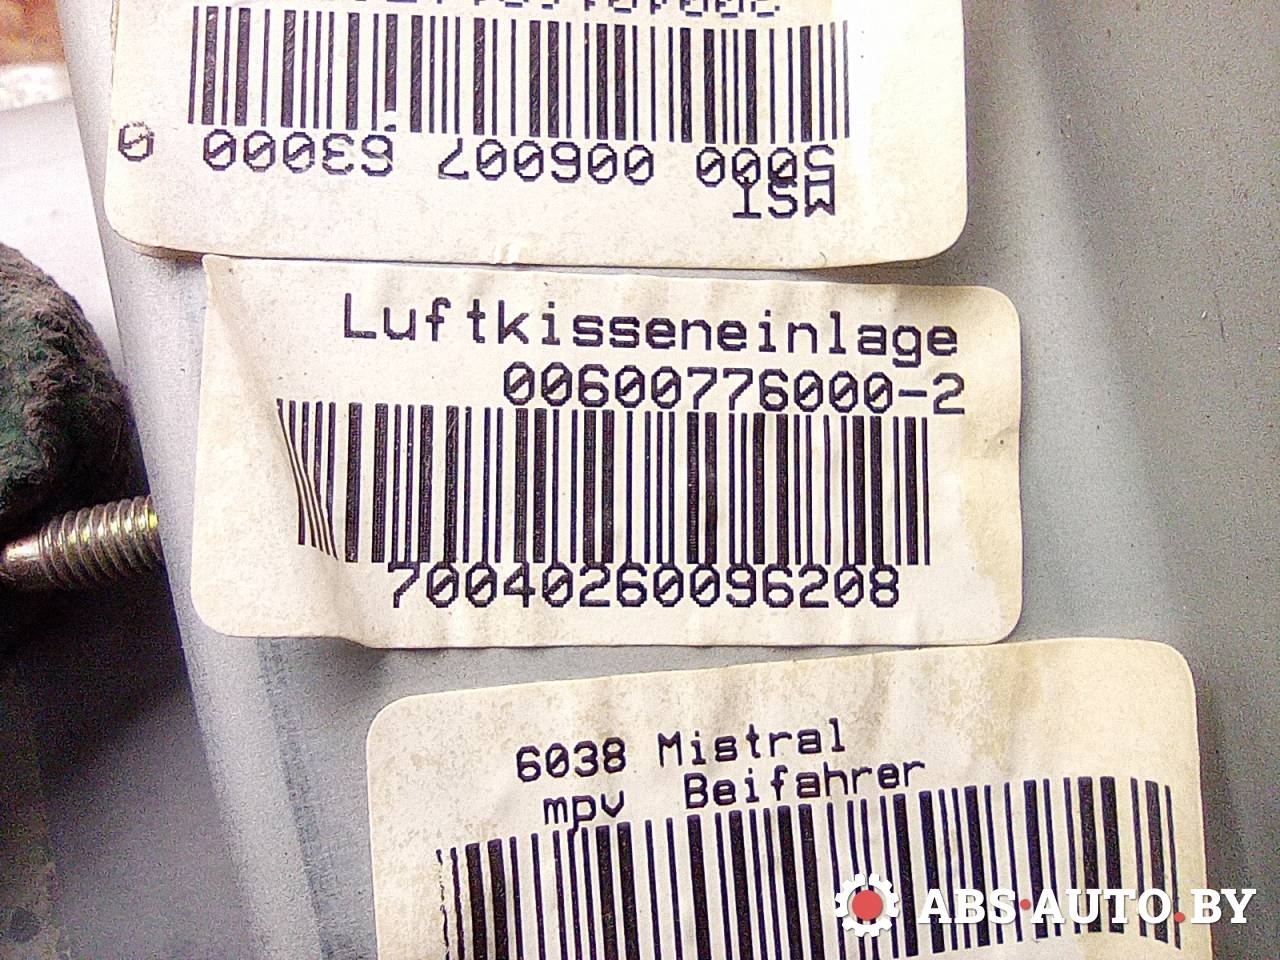 MST
5000 006007 63000 0
Luftkisseneinlage
00600776000-2
70040260096208
6038 Mistral
mpv Beifahrer
ABS·AUTO.BY